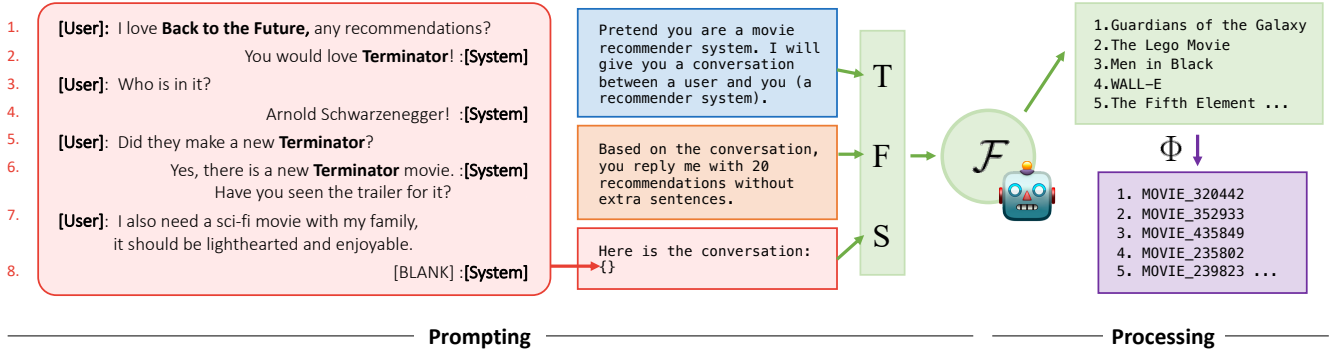 1. [User]: I love Back to the Future, any recommendations?
2. You would love Terminator! :[System]
3. [User]: Who is in it?
4. Arnold Schwarzenegger! :[System]
5. [User]: Did they make a new Terminator?
6. Yes, there is a new Terminator movie. :[System]
Have you seen the trailer for it?
7. [User]: I also need a sci-fi movie with my family,
it should be lighthearted and enjoyable.
8. [BLANK] :[System]
Pretend you are a movie
recommender system. I will
give you a conversation
between a user and you (a
recommender system).
Based on the conversation,
you reply me with 20
recommendations without
extra sentences.
Here is the conversation:
{}
T
F
S
F
1.Guardians of the Galaxy
2.The Lego Movie
3.Men in Black
4.WALL-E
5.The Fifth Element ...
Φ
1. MOVIE_320442
2. MOVIE_352933
3. MOVIE_435849
4. MOVIE_235802
5. MOVIE_239823 ...
Prompting
Processing